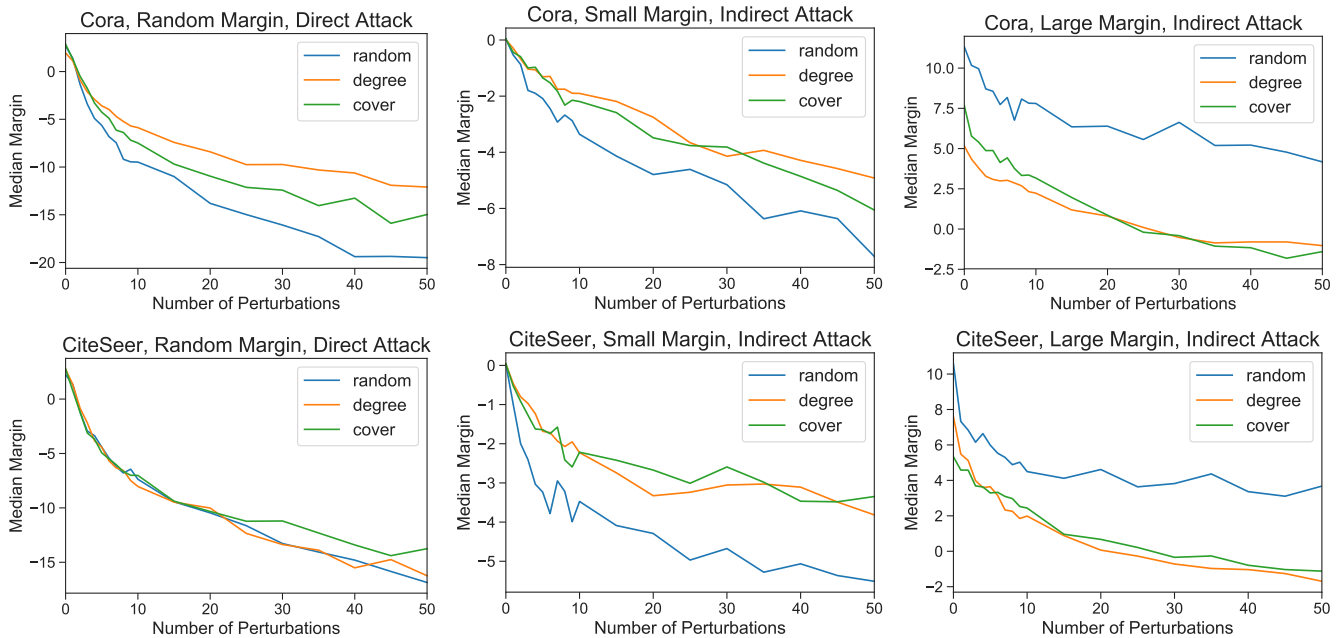 Cora, Random Margin, Direct Attack
Median Margin
0
−5
−10
−15
−20
random
degree
cover
0 10 20 30 40 50
Number of Perturbations
Cora, Small Margin, Indirect Attack
Median Margin
0
−2
−4
−6
−8
random
degree
cover
0 10 20 30 40 50
Number of Perturbations
Cora, Large Margin, Indirect Attack
Median Margin
10.0
7.5
5.0
2.5
0.0
−2.5
random
degree
cover
0 10 20 30 40 50
Number of Perturbations
CiteSeer, Random Margin, Direct Attack
Median Margin
0
−5
−10
−15
random
degree
cover
0 10 20 30 40 50
Number of Perturbations
CiteSeer, Small Margin, Indirect Attack
Median Margin
0
−1
−2
−3
−4
−5
random
degree
cover
0 10 20 30 40 50
Number of Perturbations
CiteSeer, Large Margin, Indirect Attack
Median Margin
10
8
6
4
2
0
−2
random
degree
cover
0 10 20 30 40 50
Number of Perturbations